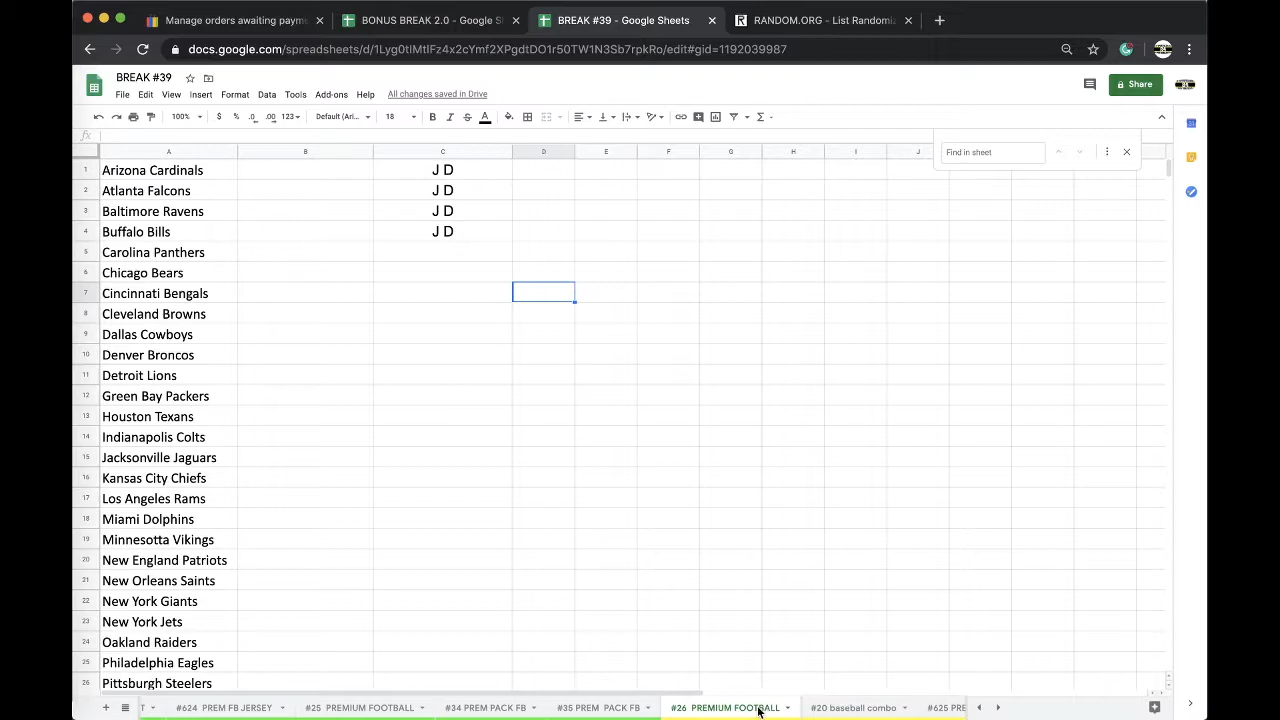 Manage orders awaiting paym
BONUS BREAK 2.0 - Google S
BREAK #39 - Google Sheets
RANDOM.ORG - List Randomiz
docs.google.com/spreadsheets/d/1Lyg0tIMtIFz4x2cYmf2XPgdtDO1r50TW1N3Sb7rpkRo/edit#gid=1192039987
BREAK #39
Share
File Edit View Insert Format Data Tools Add-ons Help All changes saved in Drive
100% $ % .0 .00 123 Default (Ari... 18 B I S A
fx
Find in sheet
A B C D E F G H I J
1 Arizona Cardinals J D
2 Atlanta Falcons J D
3 Baltimore Ravens J D
4 Buffalo Bills J D
5 Carolina Panthers
6 Chicago Bears
7 Cincinnati Bengals
8 Cleveland Browns
9 Dallas Cowboys
10 Denver Broncos
11 Detroit Lions
12 Green Bay Packers
13 Houston Texans
14 Indianapolis Colts
15 Jacksonville Jaguars
16 Kansas City Chiefs
17 Los Angeles Rams
18 Miami Dolphins
19 Minnesotta Vikings
20 New England Patriots
21 New Orleans Saints
22 New York Giants
23 New York Jets
24 Oakland Raiders
25 Philadelphia Eagles
26 Pittsburgh Steelers
T #624 PREM FB JERSEY #25 PREMIUM FOOTBALL #34 PREM PACK FB #35 PREM PACK FB #26 PREMIUM FOOTBALL #20 baseball combo #625 PRE